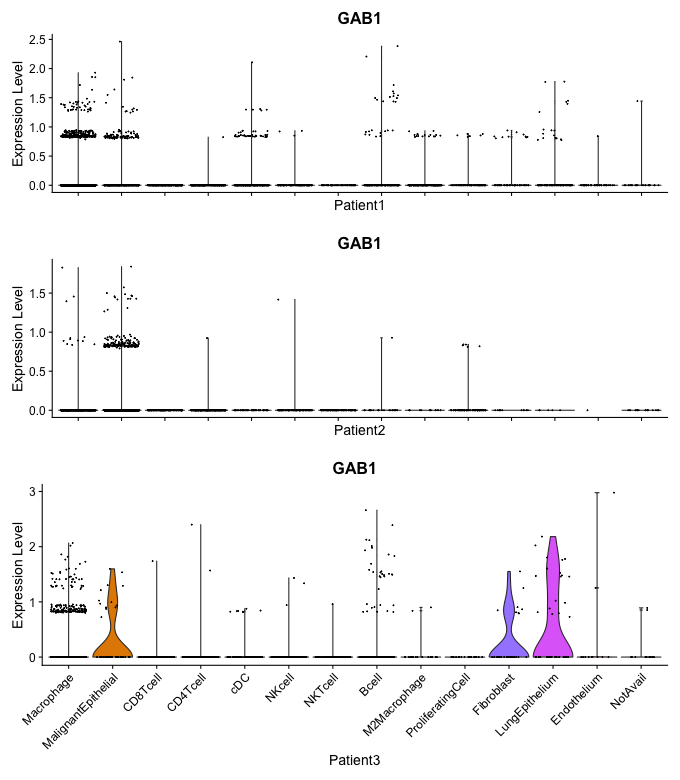 GAB1
Expression Level
2.5
2.0
1.5
1.0
0.5
0.0
Patient1
GAB1
Expression Level
1.5
1.0
0.5
0.0
Patient2
GAB1
Expression Level
3
2
1
0
Macrophage
MalignantEpithelial
CD8Tcell
CD4Tcell
cDC
NKcell
NKTcell
Bcell
M2Macrophage
ProliferatingCell
Fibroblast
LungEpithelium
Endothelium
NotAvail
Patient3